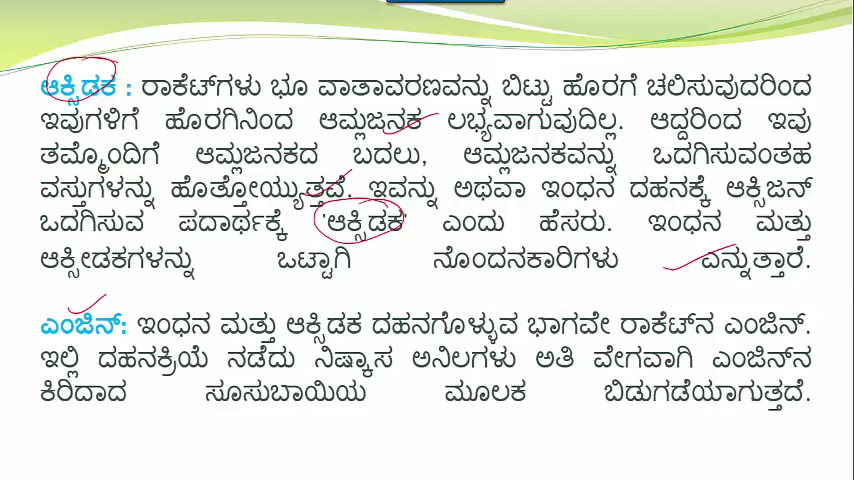 ಆಕ್ಸಿಡಕ : ರಾಕೆಟ್‌ಗಳು ಭೂ ವಾತಾವರಣವನ್ನು ಬಿಟ್ಟು ಹೊರಗೆ ಚಲಿಸುವುದರಿಂದ
ಇವುಗಳಿಗೆ ಹೊರಗಿನಿಂದ ಆಮ್ಲಜನಕ ಲಭ್ಯವಾಗುವುದಿಲ್ಲ. ಆದ್ದರಿಂದ ಇವು
ತಮ್ಮೊಂದಿಗೆ ಆಮ್ಲಜನಕದ ಬದಲು, ಆಮ್ಲಜನಕವನ್ನು ಒದಗಿಸುವಂತಹ
ವಸ್ತುಗಳನ್ನು ಹೊತ್ತೋಯ್ಯುತ್ತವೆ. ಇವನ್ನು ಅಥವಾ ಇಂಧನ ದಹನಕ್ಕೆ ಆಕ್ಸಿಜನ್
ಒದಗಿಸುವ ಪದಾರ್ಥಕ್ಕೆ 'ಆಕ್ಸಿಡಕ' ಎಂದು ಹೆಸರು. ಇಂಧನ ಮತ್ತು
ಆಕ್ಸೀಡಕಗಳನ್ನು ಒಟ್ಟಾಗಿ ನೊಂದನಕಾರಿಗಳು ಎನ್ನುತ್ತಾರೆ.
ಎಂಜಿನ್: ಇಂಧನ ಮತ್ತು ಆಕ್ಸಿಡಕ ದಹನಗೊಳ್ಳುವ ಭಾಗವೇ ರಾಕೆಟ್‌ನ ಎಂಜಿನ್.
ಇಲ್ಲಿ ದಹನಕ್ರಿಯೆ ನಡೆದು ನಿಷ್ಕಾಸ ಅನಿಲಗಳು ಅತಿ ವೇಗವಾಗಿ ಎಂಜಿನ್‌ನ
ಕಿರಿದಾದ ಸೂಸುಬಾಯಿಯ ಮೂಲಕ ಬಿಡುಗಡೆಯಾಗುತ್ತದೆ.